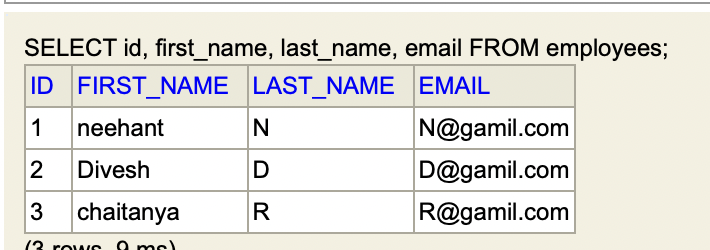 SELECT id, first_name, last_name, email FROM employees;
ID FIRST_NAME LAST_NAME EMAIL
1 neehant N N@gamil.com
2 Divesh D D@gamil.com
3 chaitanya R R@gamil.com
(3 rows, 9 ms)